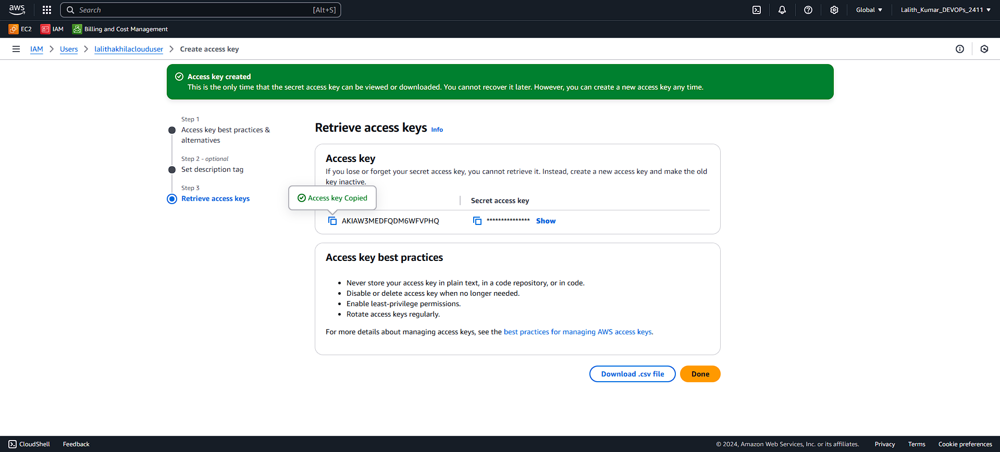 aws
Search
[Alt+S]
Global
Lalith_Kumar_DEVOPs_2411
EC2
IAM
Billing and Cost Management
IAM
Users
lalithakhilaclouduser
Create access key
Access key created
This is the only time that the secret access key can be viewed or downloaded. You cannot recover it later. However, you can create a new access key any time.
Step 1
Access key best practices &
alternatives
Step 2 - optional
Set description tag
Step 3
Retrieve access keys
Retrieve access keys Info
Access key
If you lose or forget your secret access key, you cannot retrieve it. Instead, create a new access key and make the old
key inactive.
Access key Copied
Secret access key
AKIAW3MEDFQDM6WFVPHQ
*************** Show
Access key best practices
• Never store your access key in plain text, in a code repository, or in code.
• Disable or delete access key when no longer needed.
• Enable least-privilege permissions.
• Rotate access keys regularly.
For more details about managing access keys, see the best practices for managing AWS access keys.
Download .csv file
Done
CloudShell
Feedback
© 2024, Amazon Web Services, Inc. or its affiliates.
Privacy
Terms
Cookie preferences